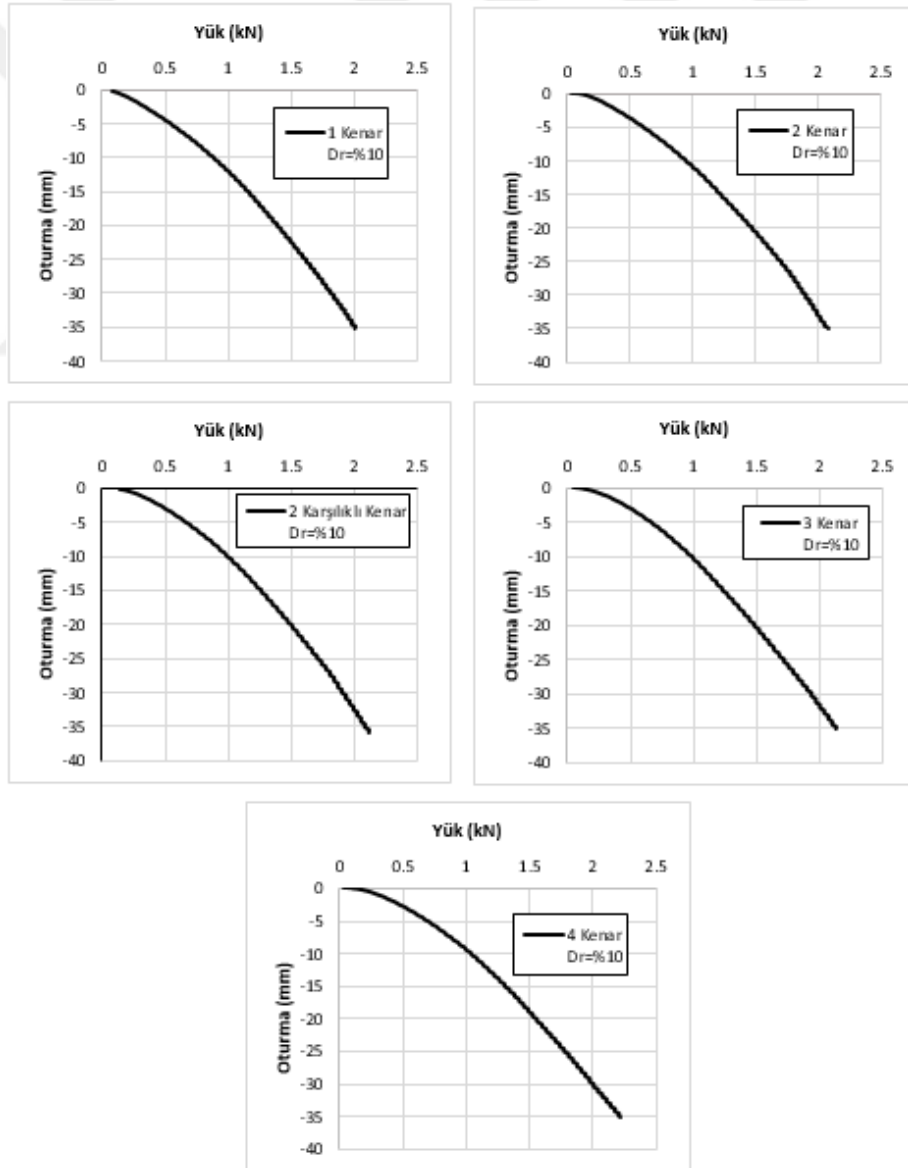 Yük (kN)
0 0.5 1 1.5 2 2.5
0
-5
-10
-15
-20
-25
-30
-35
-40
Oturma (mm)
1 Kenar
Dr=%10
Yük (kN)
0 0.5 1 1.5 2 2.5
0
-5
-10
-15
-20
-25
-30
-35
-40
Oturma (mm)
2 Kenar
Dr=%10
Yük (kN)
0 0.5 1 1.5 2 2.5
0
-5
-10
-15
-20
-25
-30
-35
-40
Oturma (mm)
2 Karşılıklı Kenar
Dr=%10
Yük (kN)
0 0.5 1 1.5 2 2.5
0
-5
-10
-15
-20
-25
-30
-35
-40
Oturma (mm)
3 Kenar
Dr=%10
Yük (kN)
0 0.5 1 1.5 2 2.5
0
-5
-10
-15
-20
-25
-30
-35
-40
Oturma (mm)
4 Kenar
Dr=%10